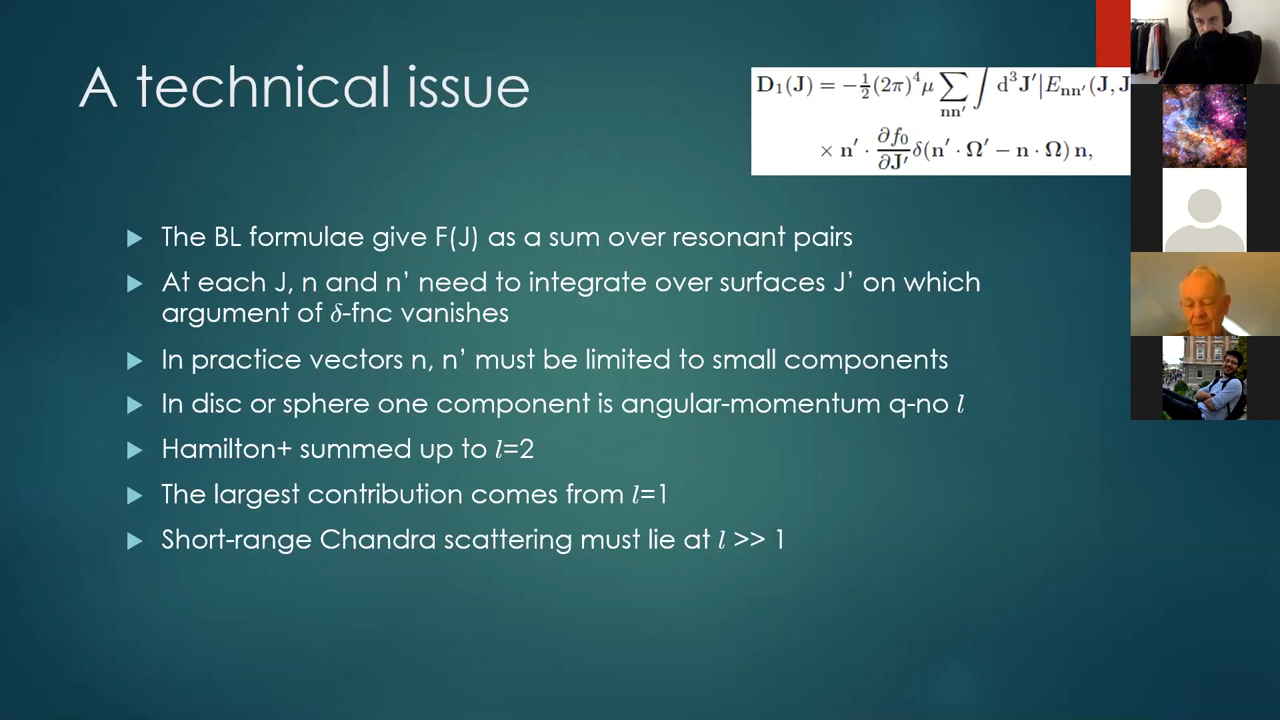 A technical issue
D₁(J) = −½(2π)⁴μ ∑ ∫ d³J′|Eₙₙ′(J, J
nn′
× n′ · ∂f₀/∂J′ δ(n′ · Ω′ − n · Ω) n,
The BL formulae give F(J) as a sum over resonant pairs
At each J, n and n’ need to integrate over surfaces J’ on which
argument of δ-fnc vanishes
In practice vectors n, n’ must be limited to small components
In disc or sphere one component is angular-momentum q-no l
Hamilton+ summed up to l=2
The largest contribution comes from l=1
Short-range Chandra scattering must lie at l >> 1